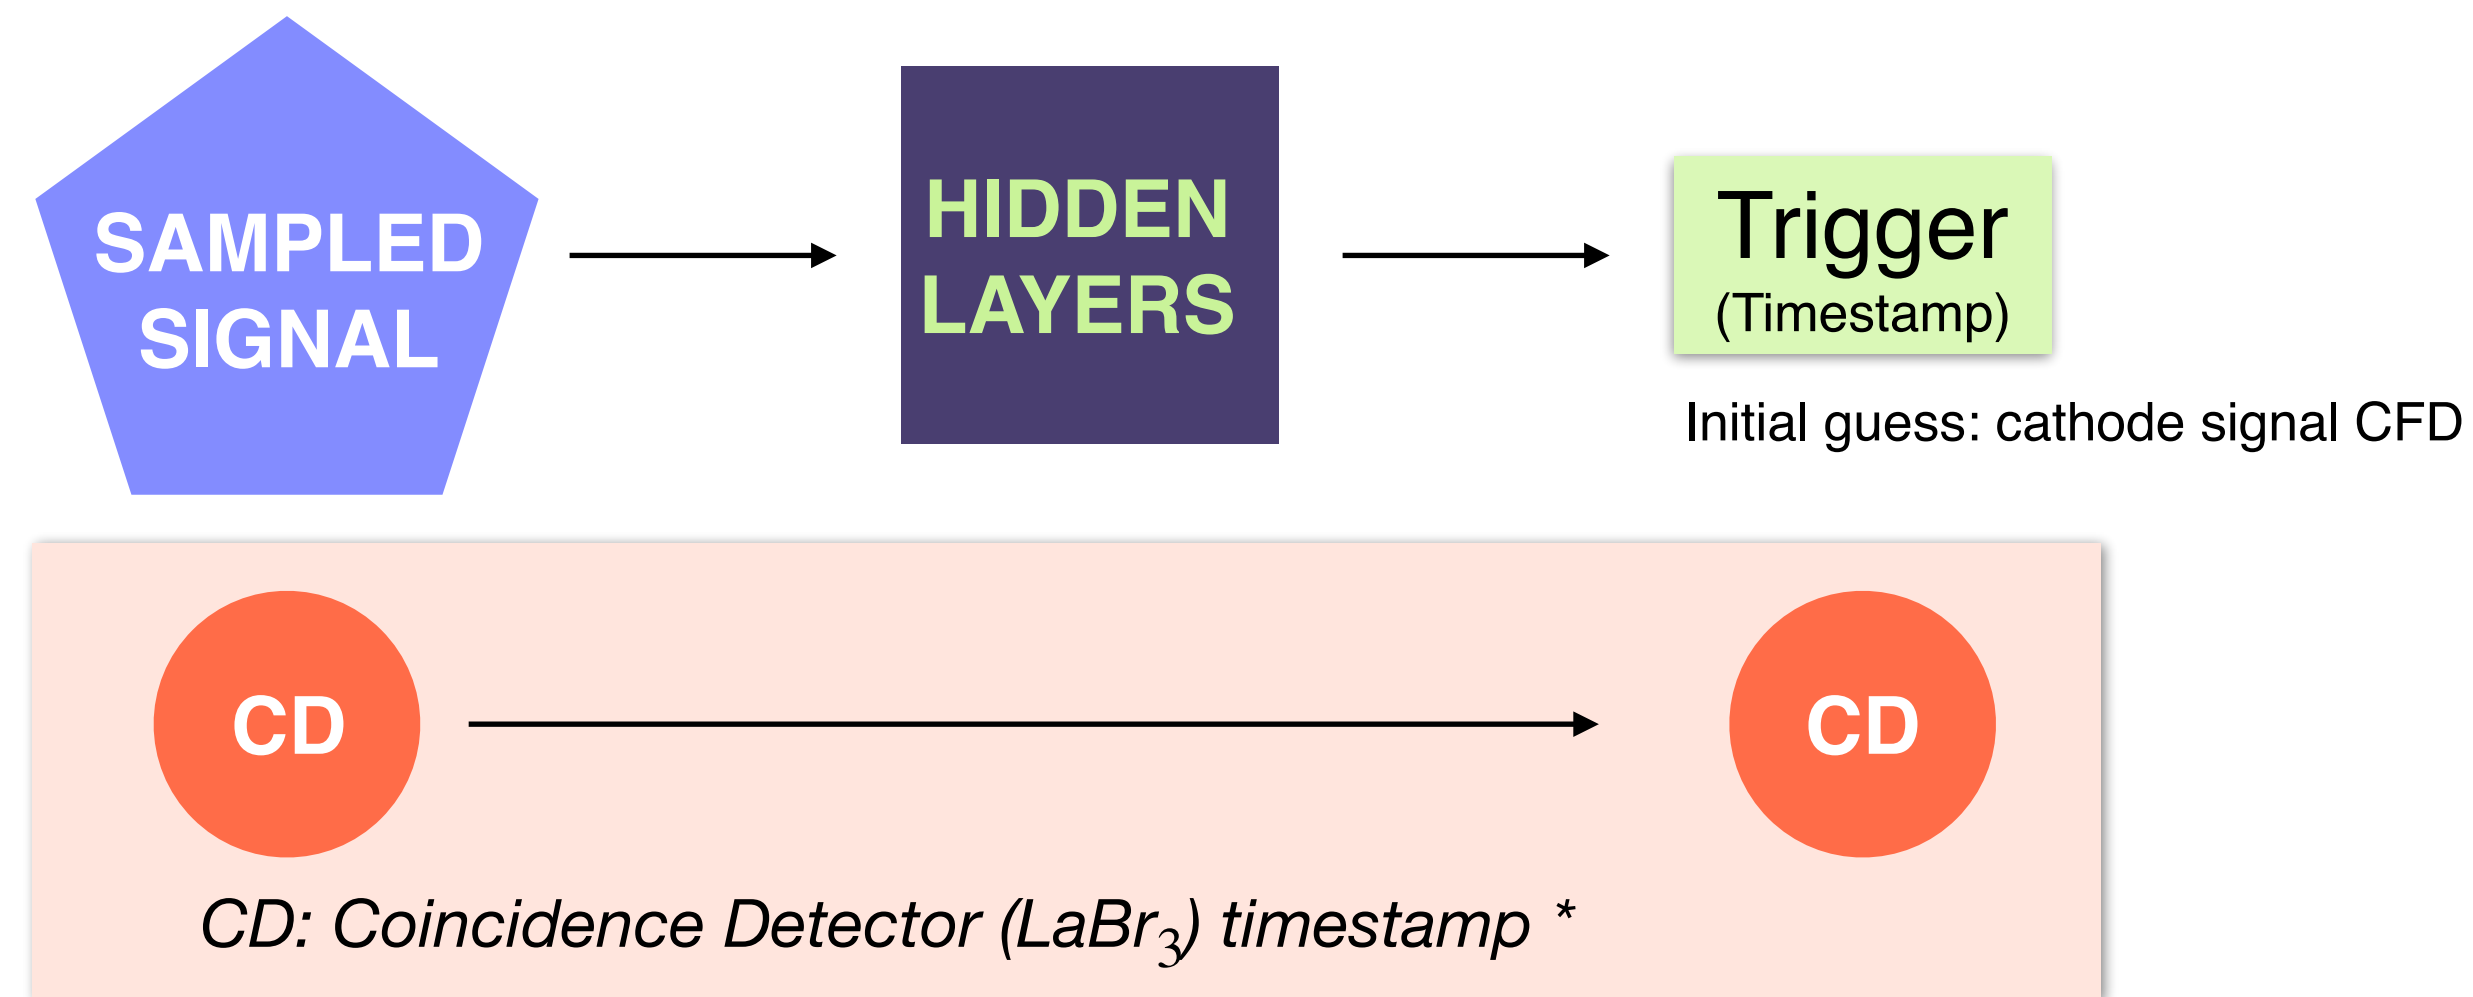 SAMPLED
SIGNAL
HIDDEN
LAYERS
Trigger
(Timestamp)
Initial guess: cathode signal CFD
CD
CD
CD: Coincidence Detector (LaBr₃) timestamp *